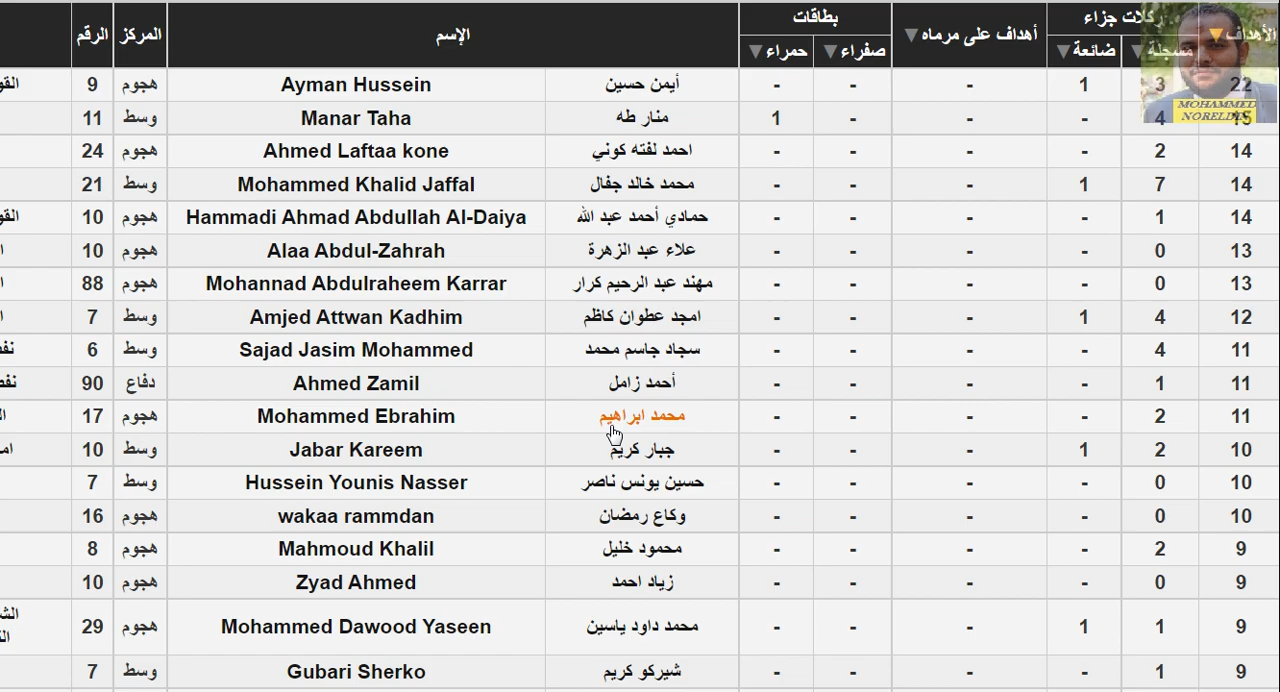 الأهداف ركلات جزاء مسجلة ضائعة أهداف على مرماه بطاقات صفراء حمراء الإسم المركز الرقم
MOHAMMED
NORELDIN
22 3 1 - - - أيمن حسين Ayman Hussein هجوم 9
15 4 - - - 1 منار طه Manar Taha وسط 11
14 2 - - - - احمد لفته كوني Ahmed Laftaa kone هجوم 24
14 7 1 - - - محمد خالد جفال Mohammed Khalid Jaffal وسط 21
14 1 - - - - حمادي أحمد عبد الله Hammadi Ahmad Abdullah Al-Daiya هجوم 10
13 0 - - - - علاء عبد الزهرة Alaa Abdul-Zahrah هجوم 10
13 0 - - - - مهند عبد الرحيم كرار Mohannad Abdulraheem Karrar هجوم 88
12 4 1 - - - امجد عطوان كاظم Amjed Attwan Kadhim وسط 7
11 4 - - - - سجاد جاسم محمد Sajad Jasim Mohammed وسط 6
11 1 - - - - أحمد زامل Ahmed Zamil دفاع 90
11 2 - - - - محمد ابراهيم Mohammed Ebrahim هجوم 17
10 2 1 - - - جبار كريم Jabar Kareem وسط 10
10 0 - - - - حسين يونس ناصر Hussein Younis Nasser وسط 7
10 0 - - - - وكاع رمضان wakaa rammdan هجوم 16
9 2 - - - - محمود خليل Mahmoud Khalil هجوم 8
9 0 - - - - زياد احمد Zyad Ahmed هجوم 10
9 1 1 - - - محمد داود ياسين Mohammed Dawood Yaseen هجوم 29
9 1 - - - - شيركو كريم Gubari Sherko وسط 7